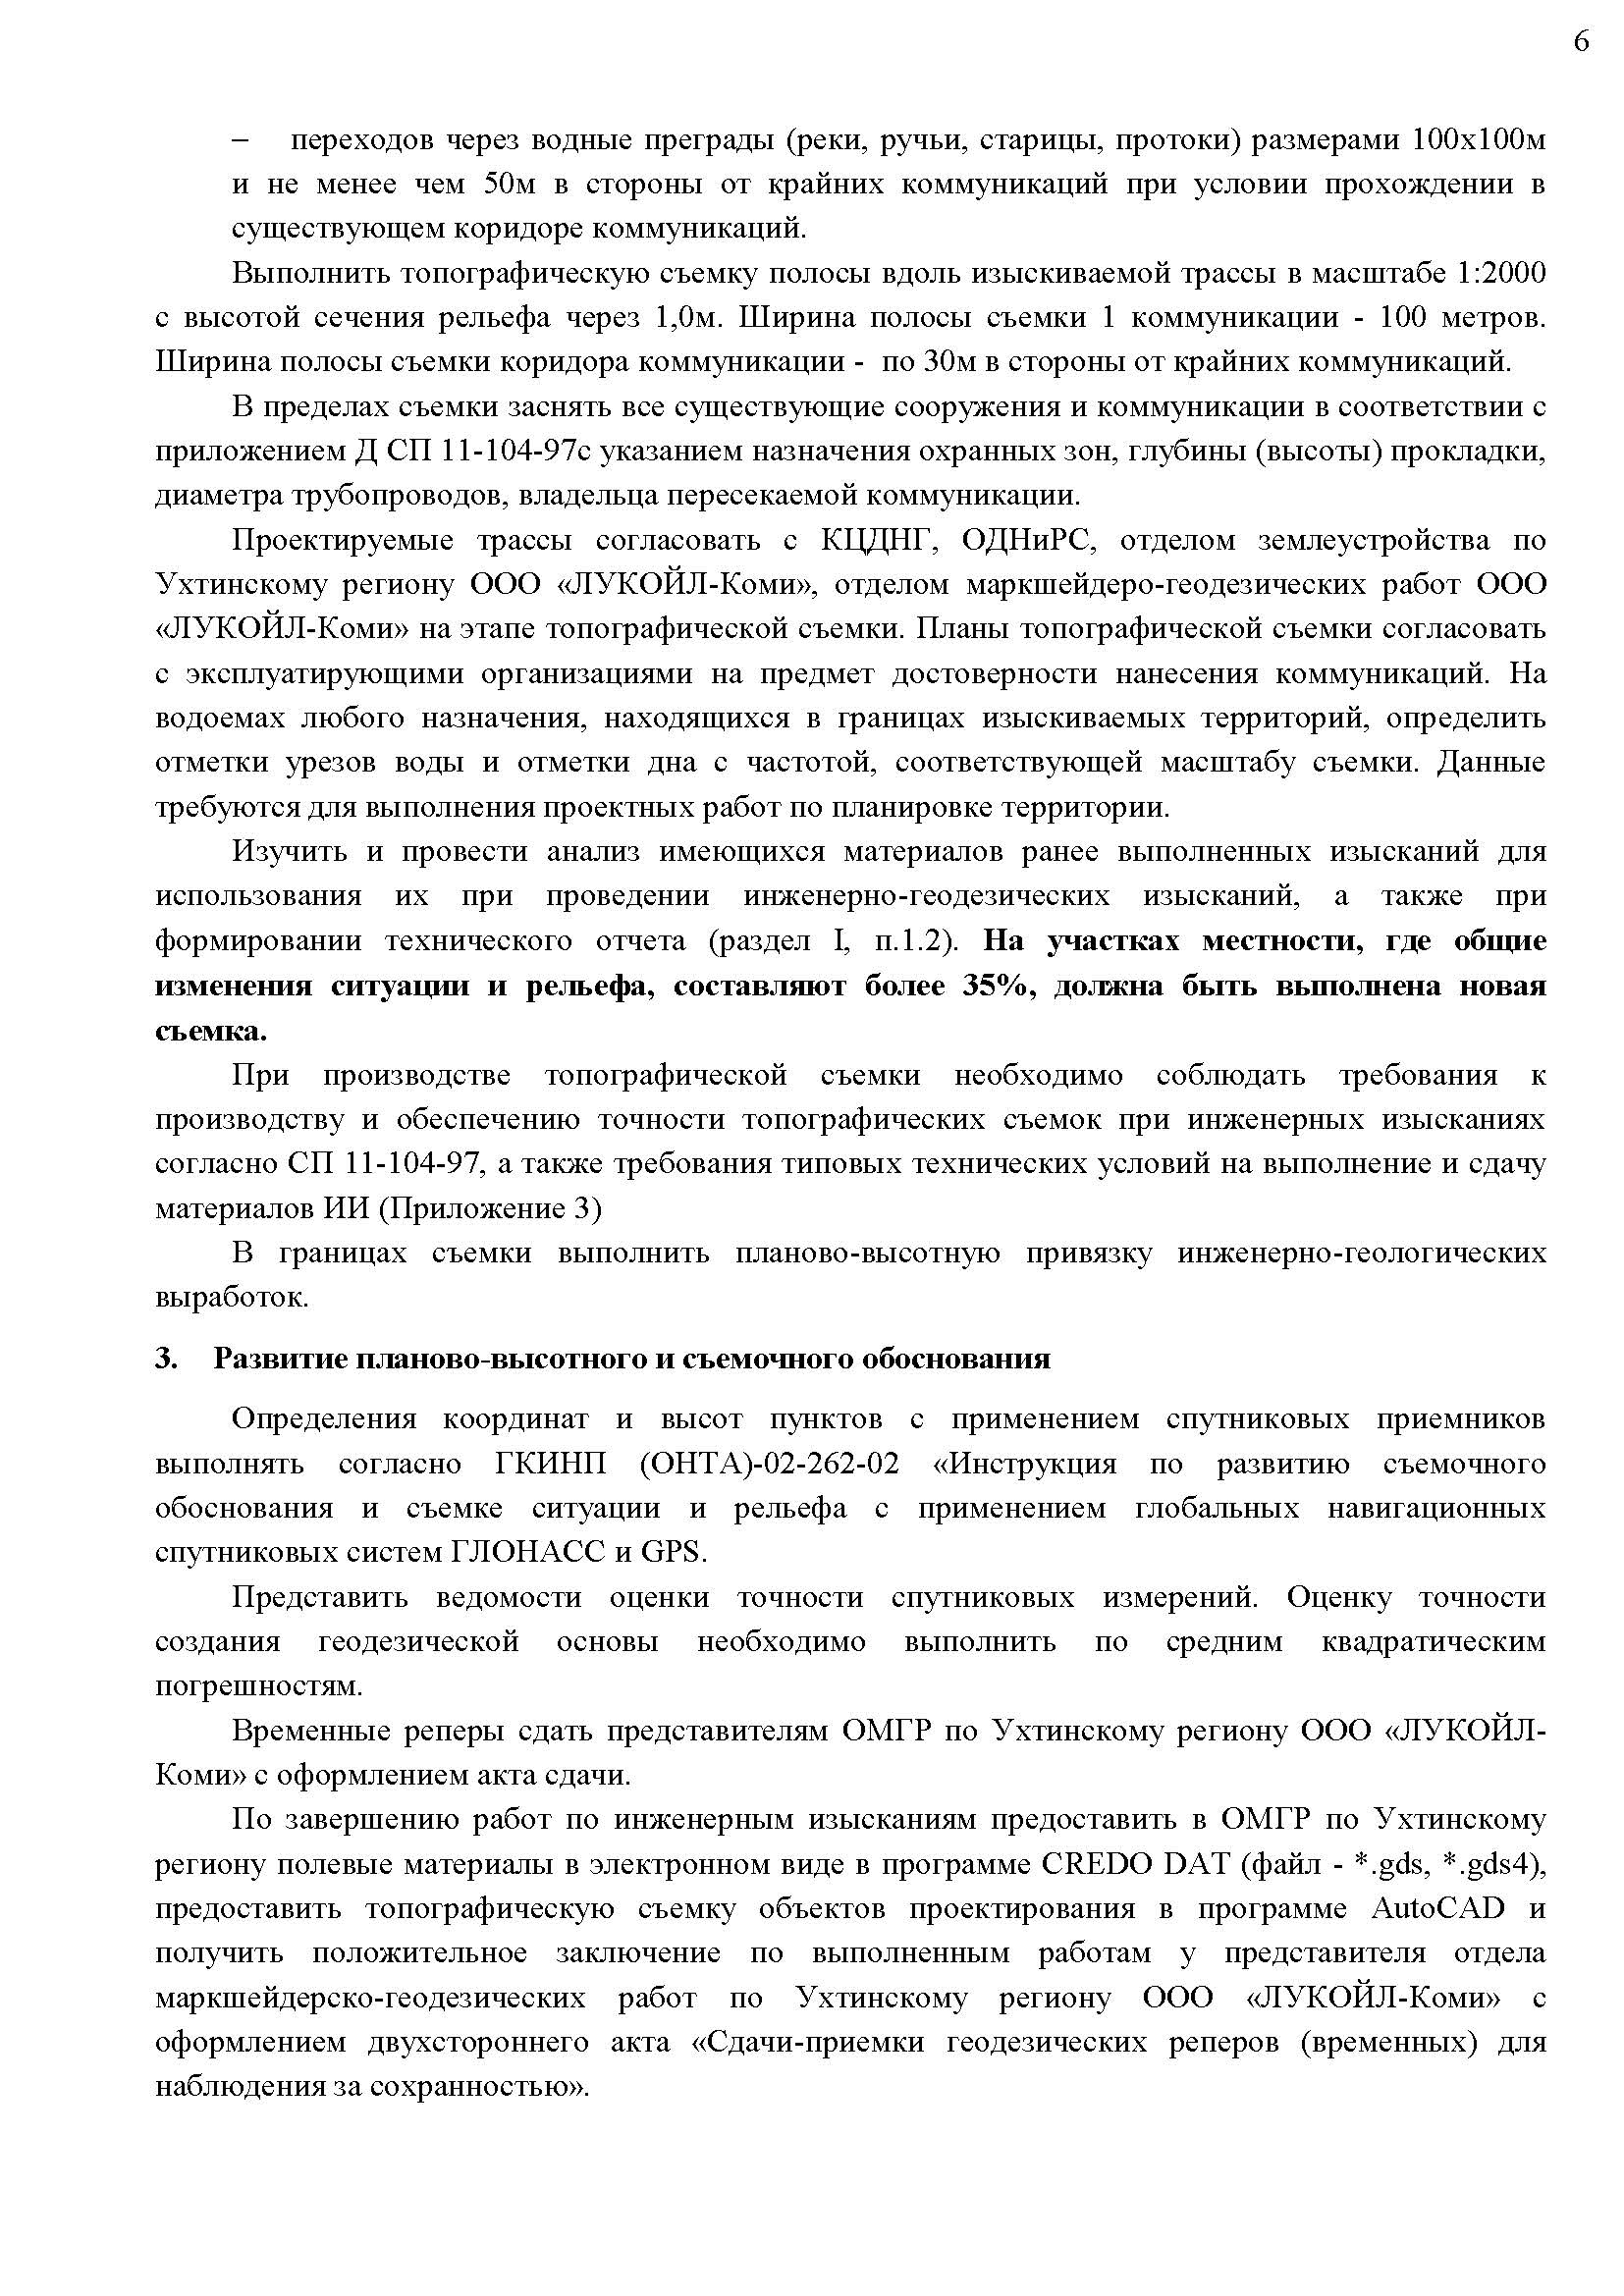 6
– переходов через водные преграды (реки, ручьи, старицы, протоки) размерами 100х100м
и не менее чем 50м в стороны от крайних коммуникаций при условии прохождении в
существующем коридоре коммуникаций.
Выполнить топографическую съемку полосы вдоль изыскиваемой трассы в масштабе 1:2000
с высотой сечения рельефа через 1,0м. Ширина полосы съемки 1 коммуникации - 100 метров.
Ширина полосы съемки коридора коммуникации - по 30м в стороны от крайних коммуникаций.
В пределах съемки заснять все существующие сооружения и коммуникации в соответствии с
приложением Д СП 11-104-97с указанием назначения охранных зон, глубины (высоты) прокладки,
диаметра трубопроводов, владельца пересекаемой коммуникации.
Проектируемые трассы согласовать с КЦДНГ, ОДНиРС, отделом землеустройства по
Ухтинскому региону ООО «ЛУКОЙЛ-Коми», отделом маркшейдеро-геодезических работ ООО
«ЛУКОЙЛ-Коми» на этапе топографической съемки. Планы топографической съемки согласовать
с эксплуатирующими организациями на предмет достоверности нанесения коммуникаций. На
водоемах любого назначения, находящихся в границах изыскиваемых территорий, определить
отметки урезов воды и отметки дна с частотой, соответствующей масштабу съемки. Данные
требуются для выполнения проектных работ по планировке территории.
Изучить и провести анализ имеющихся материалов ранее выполненных изысканий для
использования их при проведении инженерно-геодезических изысканий, а также при
формировании технического отчета (раздел I, п.1.2). На участках местности, где общие
изменения ситуации и рельефа, составляют более 35%, должна быть выполнена новая
съемка.
При производстве топографической съемки необходимо соблюдать требования к
производству и обеспечению точности топографических съемок при инженерных изысканиях
согласно СП 11-104-97, а также требования типовых технических условий на выполнение и сдачу
материалов ИИ (Приложение 3)
В границах съемки выполнить планово-высотную привязку инженерно-геологических
выработок.
3. Развитие планово-высотного и съемочного обоснования
Определения координат и высот пунктов с применением спутниковых приемников
выполнять согласно ГКИНП (ОНТА)-02-262-02 «Инструкция по развитию съемочного
обоснования и съемке ситуации и рельефа с применением глобальных навигационных
спутниковых систем ГЛОНАСС и GPS.
Представить ведомости оценки точности спутниковых измерений. Оценку точности
создания геодезической основы необходимо выполнить по средним квадратическим
погрешностям.
Временные реперы сдать представителям ОМГР по Ухтинскому региону ООО «ЛУКОЙЛ-
Коми» с оформлением акта сдачи.
По завершению работ по инженерным изысканиям предоставить в ОМГР по Ухтинскому
региону полевые материалы в электронном виде в программе CREDO DAT (файл - *.gds, *.gds4),
предоставить топографическую съемку объектов проектирования в программе AutoCAD и
получить положительное заключение по выполненным работам у представителя отдела
маркшейдерско-геодезических работ по Ухтинскому региону ООО «ЛУКОЙЛ-Коми» с
оформлением двухстороннего акта «Сдачи-приемки геодезических реперов (временных) для
наблюдения за сохранностью».